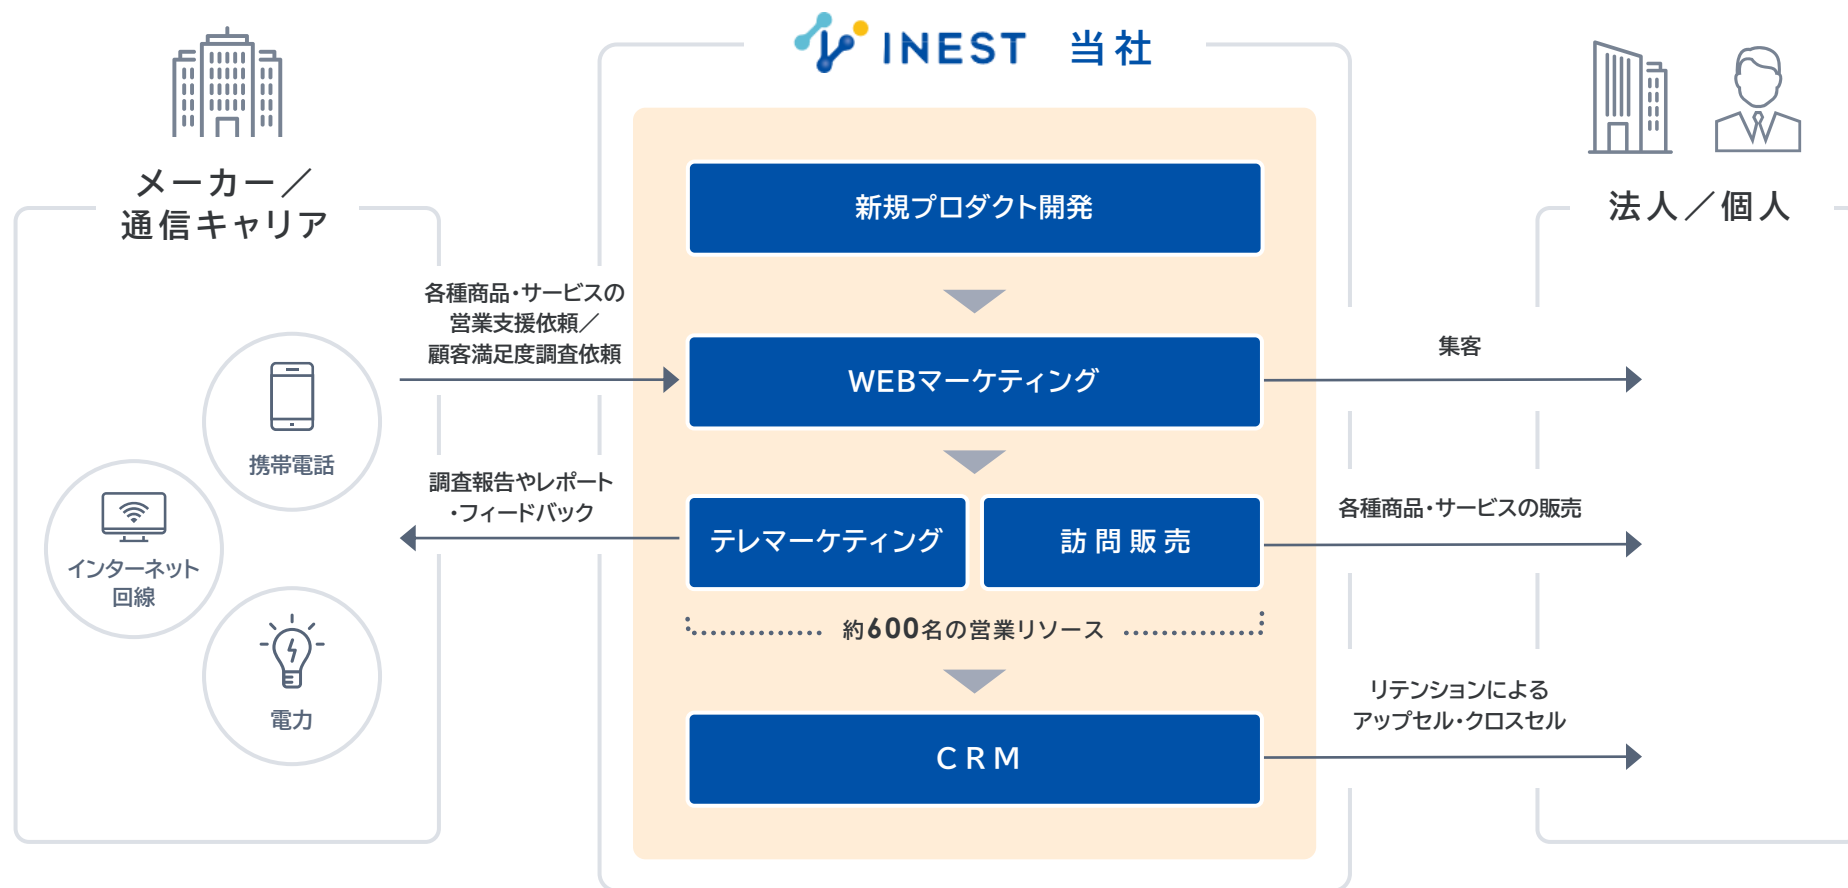 INEST 当社
メーカー／
通信キャリア
携帯電話
インターネット
回線
電力
各種商品・サービスの
営業支援依頼／
顧客満足度調査依頼
調査報告やレポート
・フィードバック
新規プロダクト開発
WEBマーケティング
テレマーケティング
訪問販売
約600名の営業リソース
CRM
集客
各種商品・サービスの販売
リテンションによる
アップセル・クロスセル
法人／個人